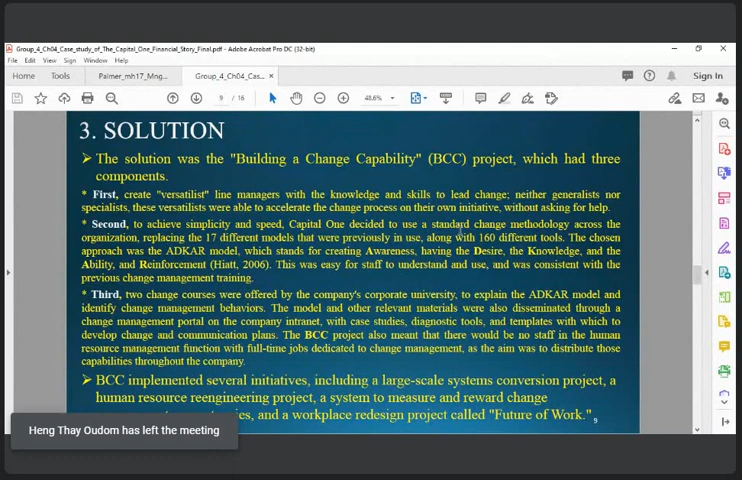 Group_4_Ch04_Case_study_of_The_Capital_One_Financial_Story_Final.pdf - Adobe Acrobat Pro DC (32-bit)
File Edit View Sign Window Help
Home Tools Palmer_mh17_Mng... Group_4_Ch04_Cas... × Sign In
9 / 16 48.6%
3. SOLUTION
➢ The solution was the "Building a Change Capability" (BCC) project, which had three
components.
* First, create "versatilist" line managers with the knowledge and skills to lead change; neither generalists nor
specialists, these versatilists were able to accelerate the change process on their own initiative, without asking for help.
* Second, to achieve simplicity and speed, Capital One decided to use a standard change methodology across the
organization, replacing the 17 different models that were previously in use, along with 160 different tools. The chosen
approach was the ADKAR model, which stands for creating Awareness, having the Desire, the Knowledge, and the
Ability, and Reinforcement (Hiatt, 2006). This was easy for staff to understand and use, and was consistent with the
previous change management training.
* Third, two change courses were offered by the company's corporate university, to explain the ADKAR model and
identify change management behaviors. The model and other relevant materials were also disseminated through a
change management portal on the company intranet, with case studies, diagnostic tools, and templates with which to
develop change and communication plans. The BCC project also meant that there would be no staff in the human
resource management function with full-time jobs dedicated to change management, as the aim was to distribute those
capabilities throughout the company.
➢ BCC implemented several initiatives, including a large-scale systems conversion project, a
human resource reengineering project, a system to measure and reward change
and a workplace redesign project called "Future of Work." 9
Heng Thay Oudom has left the meeting